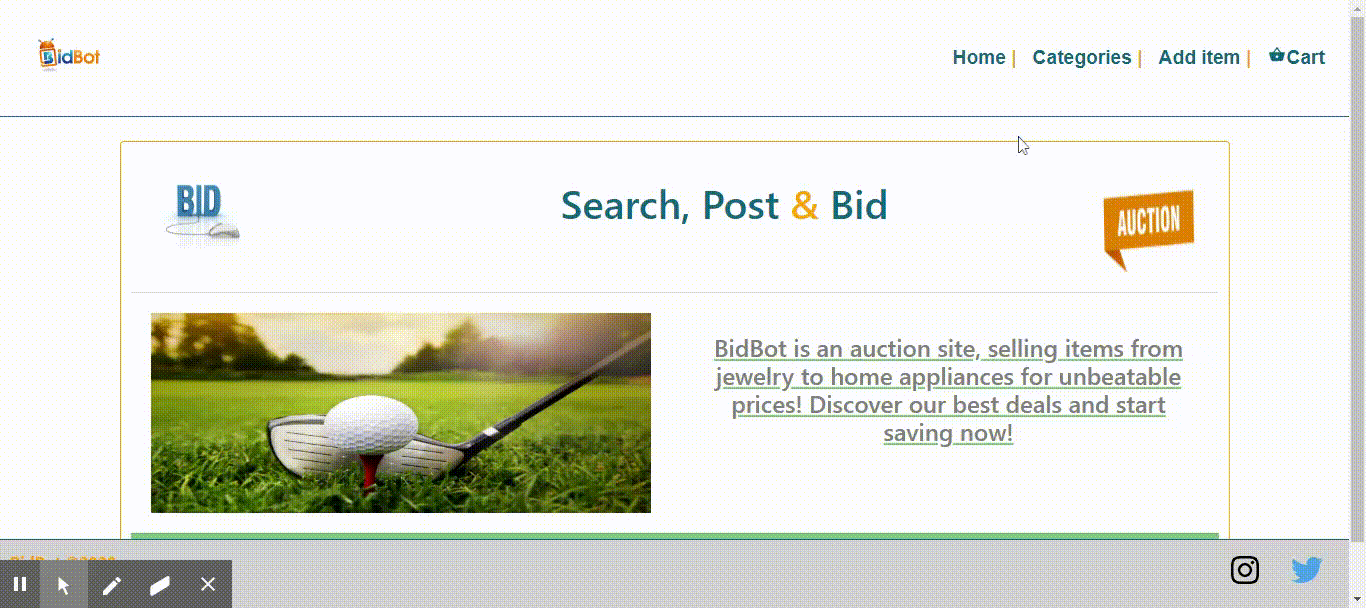 BidBot
Home | Categories | Add item | Cart
BID
Search, Post & Bid
AUCTION
BidBot is an auction site, selling items from
jewelry to home appliances for unbeatable
prices! Discover our best deals and start
saving now!